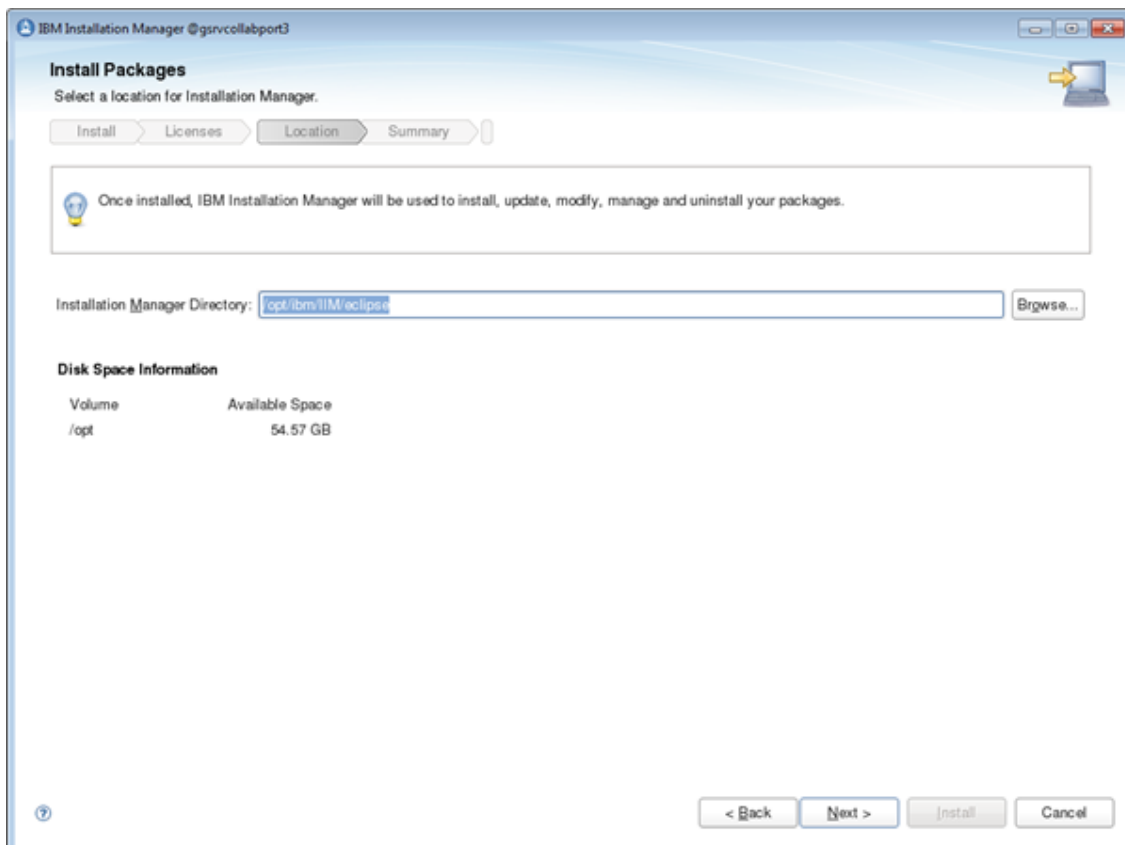 IBM Installation Manager @gsrvcollabport3
Install Packages
Select a location for Installation Manager.
Install Licenses Location Summary
Once installed, IBM Installation Manager will be used to install, update, modify, manage and uninstall your packages.
Installation Manager Directory: /opt/ibm/IIM/eclipse Browse...
Disk Space Information
Volume Available Space
/opt 54.57 GB
? < Back Next > Install Cancel